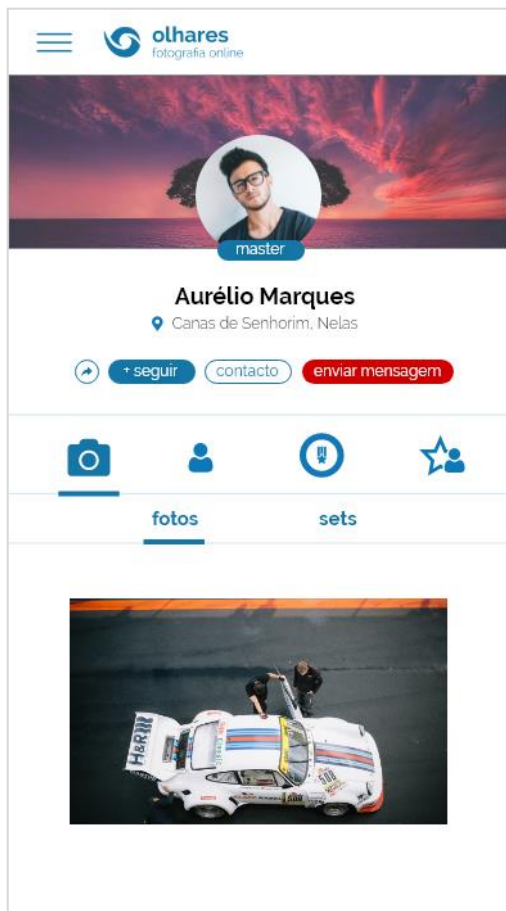 olhares
fotografia online
master
Aurélio Marques
Canas de Senhorim, Nelas
+ seguir contacto enviar mensagem
fotos sets
H&R